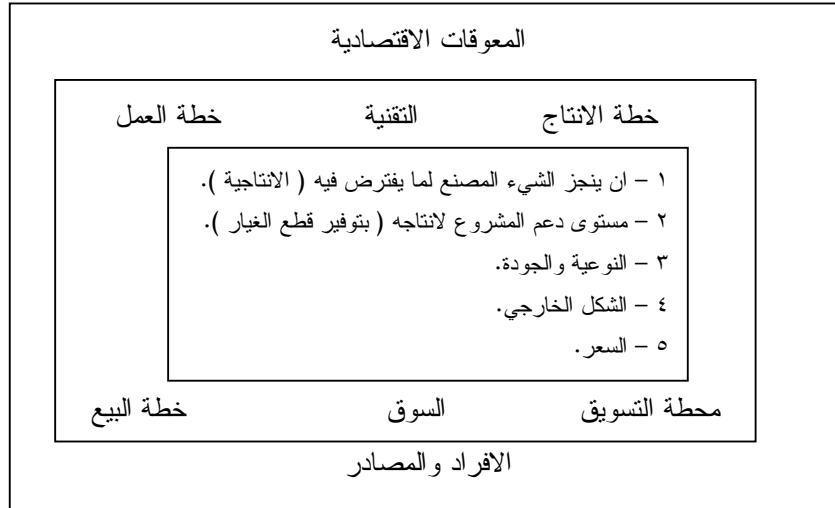 المعوقات الاقتصادية
خطة الانتاج التقنية خطة العمل
١ – ان ينجز الشيء المصنع لما يفترض فيه ( الانتاجية ).
٢ – مستوى دعم المشروع لانتاجه ( بتوفير قطع الغيار ).
٣ – النوعية والجودة.
٤ – الشكل الخارجي.
٥ – السعر.
محطة التسويق السوق خطة البيع
الافراد والمصادر